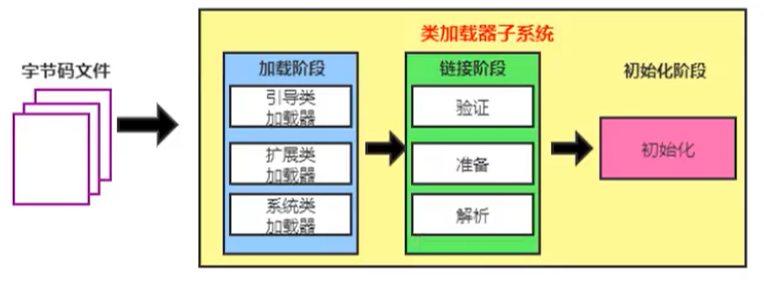 类加载器子系统
字节码文件
加载阶段
引导类
加载器
扩展类
加载器
系统类
加载器
链接阶段
验证
准备
解析
初始化阶段
初始化